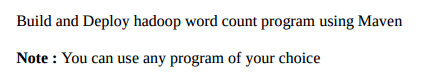 Build and Deploy hadoop word count program using Maven
Note : You can use any program of your choice